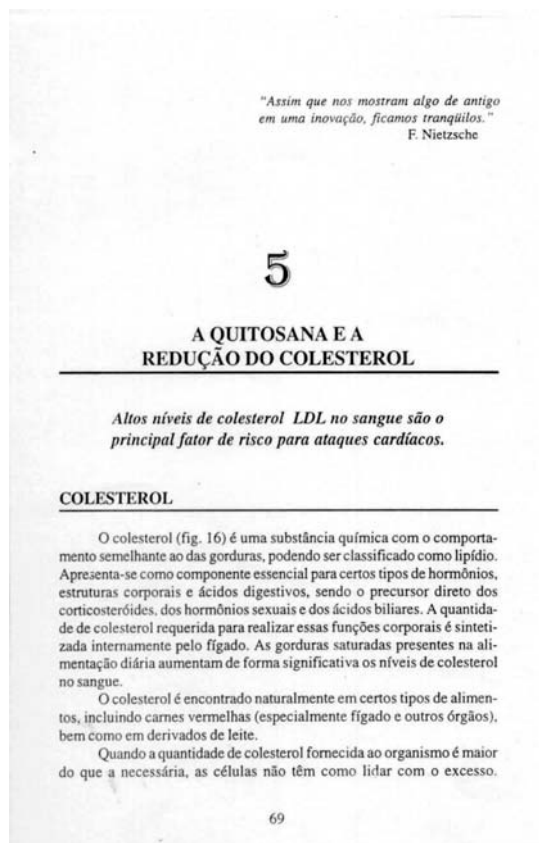 "Assim que nos mostram algo de antigo
em uma inovação, ficamos tranqüilos."
F. Nietzsche
5
A QUITOSANA E A
REDUÇÃO DO COLESTEROL
Altos níveis de colesterol LDL no sangue são o
principal fator de risco para ataques cardíacos.
COLESTEROL
O colesterol (fig. 16) é uma substância química com o comporta-
mento semelhante ao das gorduras, podendo ser classificado como lipídio.
Apresenta-se como componente essencial para certos tipos de hormônios,
estruturas corporais e ácidos digestivos, sendo o precursor direto dos
corticosteróides, dos hormônios sexuais e dos ácidos biliares. A quantida-
de de colesterol requerida para realizar essas funções corporais é sinteti-
zada internamente pelo fígado. As gorduras saturadas presentes na ali-
mentação diária aumentam de forma significativa os níveis de colesterol
no sangue.
O colesterol é encontrado naturalmente em certos tipos de alimen-
tos, incluindo carnes vermelhas (especialmente fígado e outros órgãos),
bem como em derivados de leite.
Quando a quantidade de colesterol fornecida ao organismo é maior
do que a necessária, as células não têm como lidar com o excesso.
69